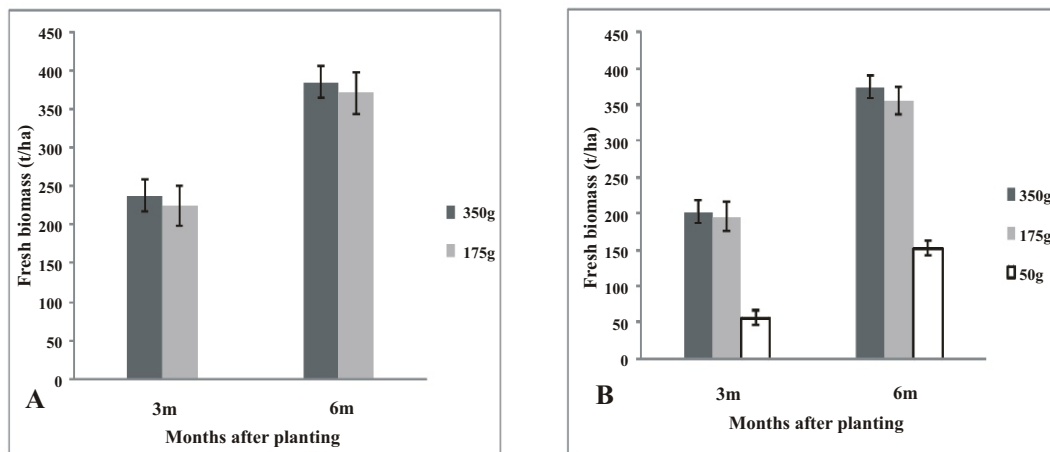 450
400
350
300
250
200
150
100
50
0
Fresh biomass (t/ha)
350g
175g
A
3m
6m
Months after planting
450
400
350
300
250
200
150
100
50
0
Fresh biomass (t/ha)
350g
175g
50g
B
3m
6m
Months after planting